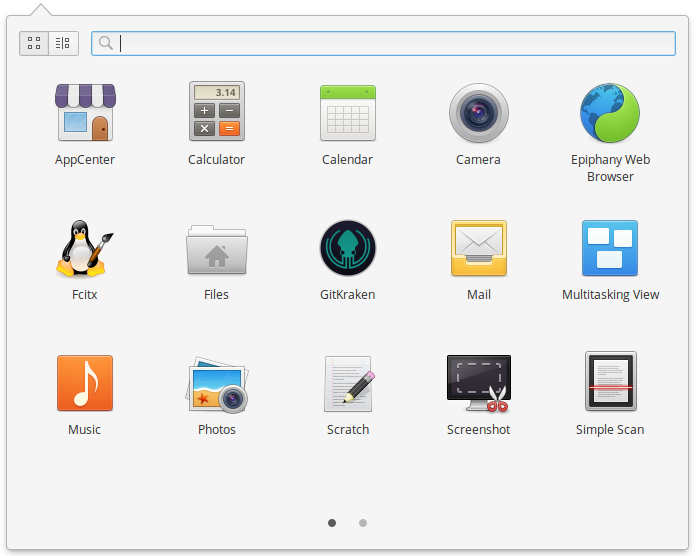 3.14
AppCenter
Calculator
Calendar
Camera
Epiphany Web
Browser
Fcitx
Files
GitKraken
Mail
Multitasking View
Music
Photos
Scratch
Screenshot
Simple Scan